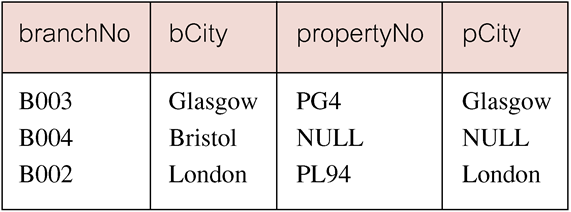 branchNo bCity propertyNo pCity
B003 Glasgow PG4 Glasgow
B004 Bristol NULL NULL
B002 London PL94 London